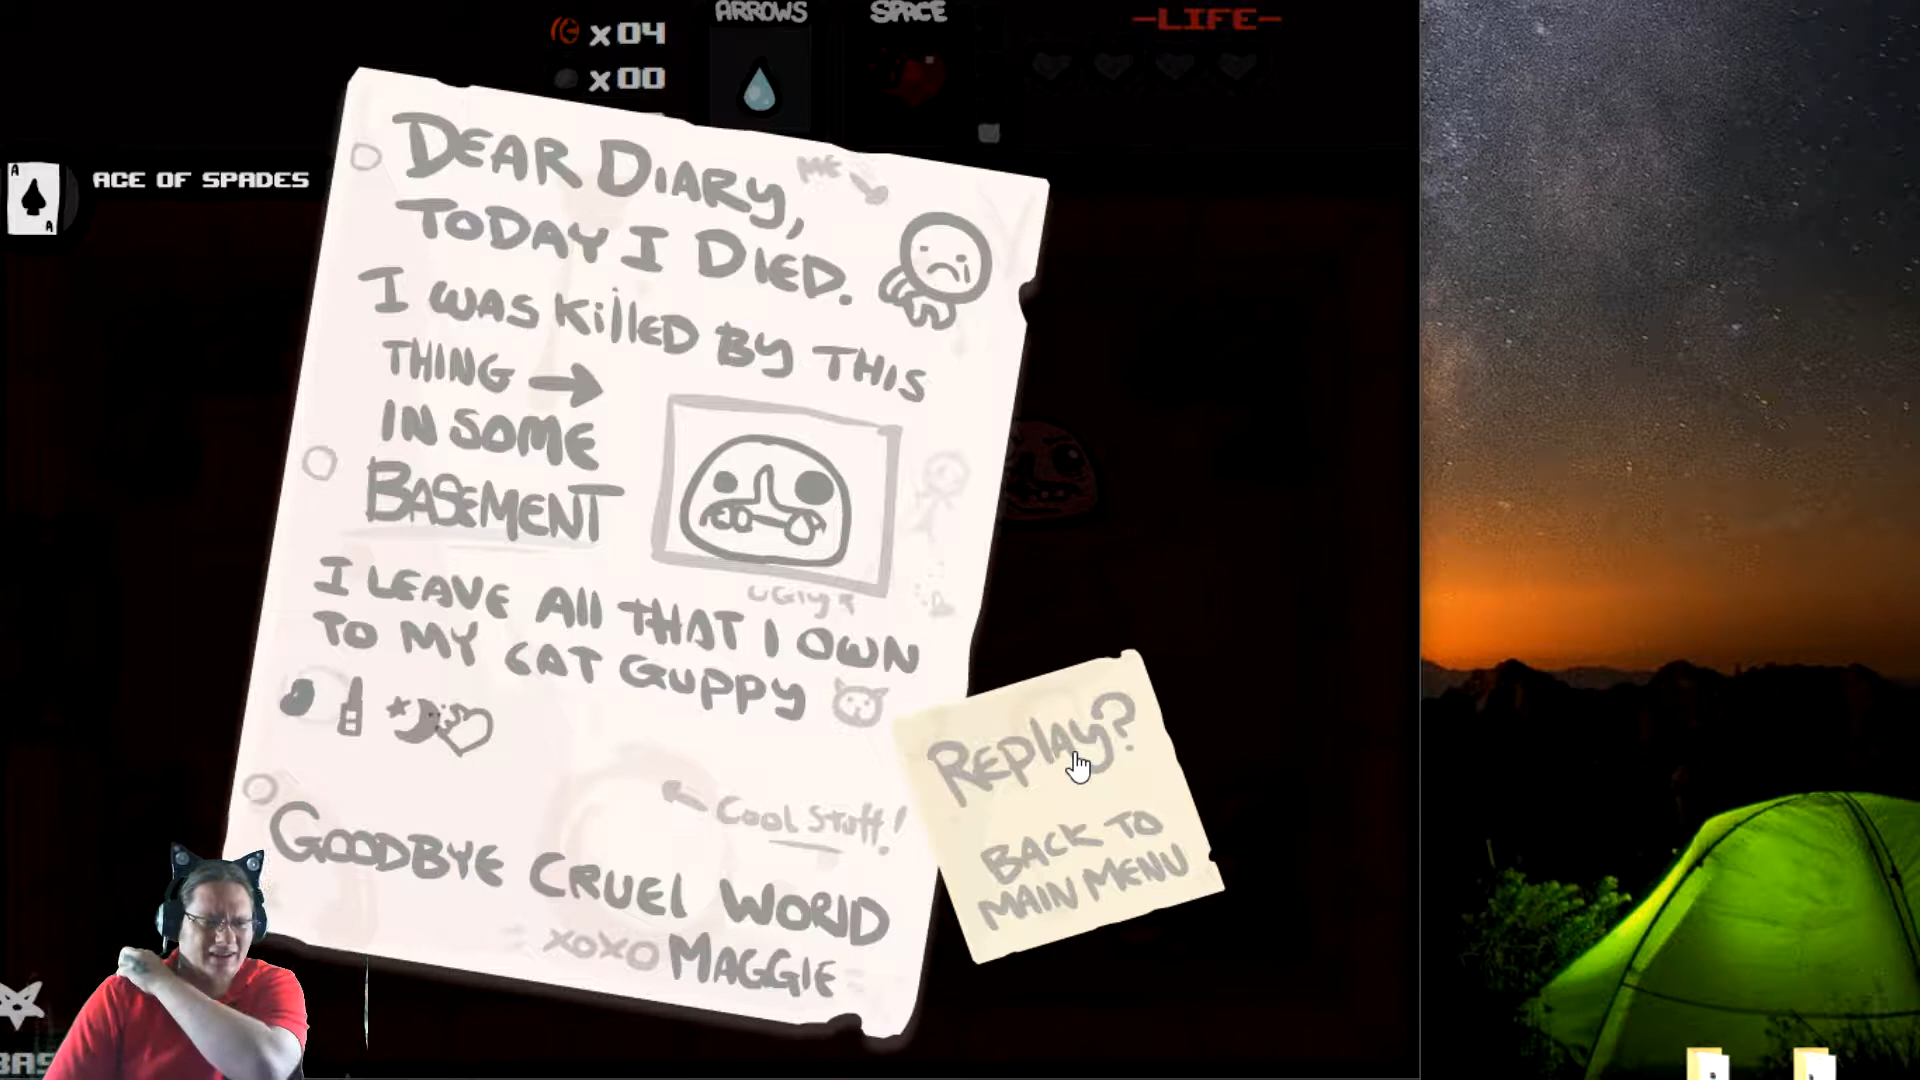 x04
x00
ARROWS
SPACE
-LIFE-
ACE OF SPADES
DEAR DIARY,
ME
TODAY I DIED.
I WAS KILLED BY THIS
THING →
IN SOME
BASEMENT
UGLY
I LEAVE ALL THAT I OWN
TO MY CAT GUPPY
← COOL STUFF!
GOODBYE CRUEL WORLD
XOXO MAGGIE
REPLAY?
BACK TO
MAIN MENU
BAS